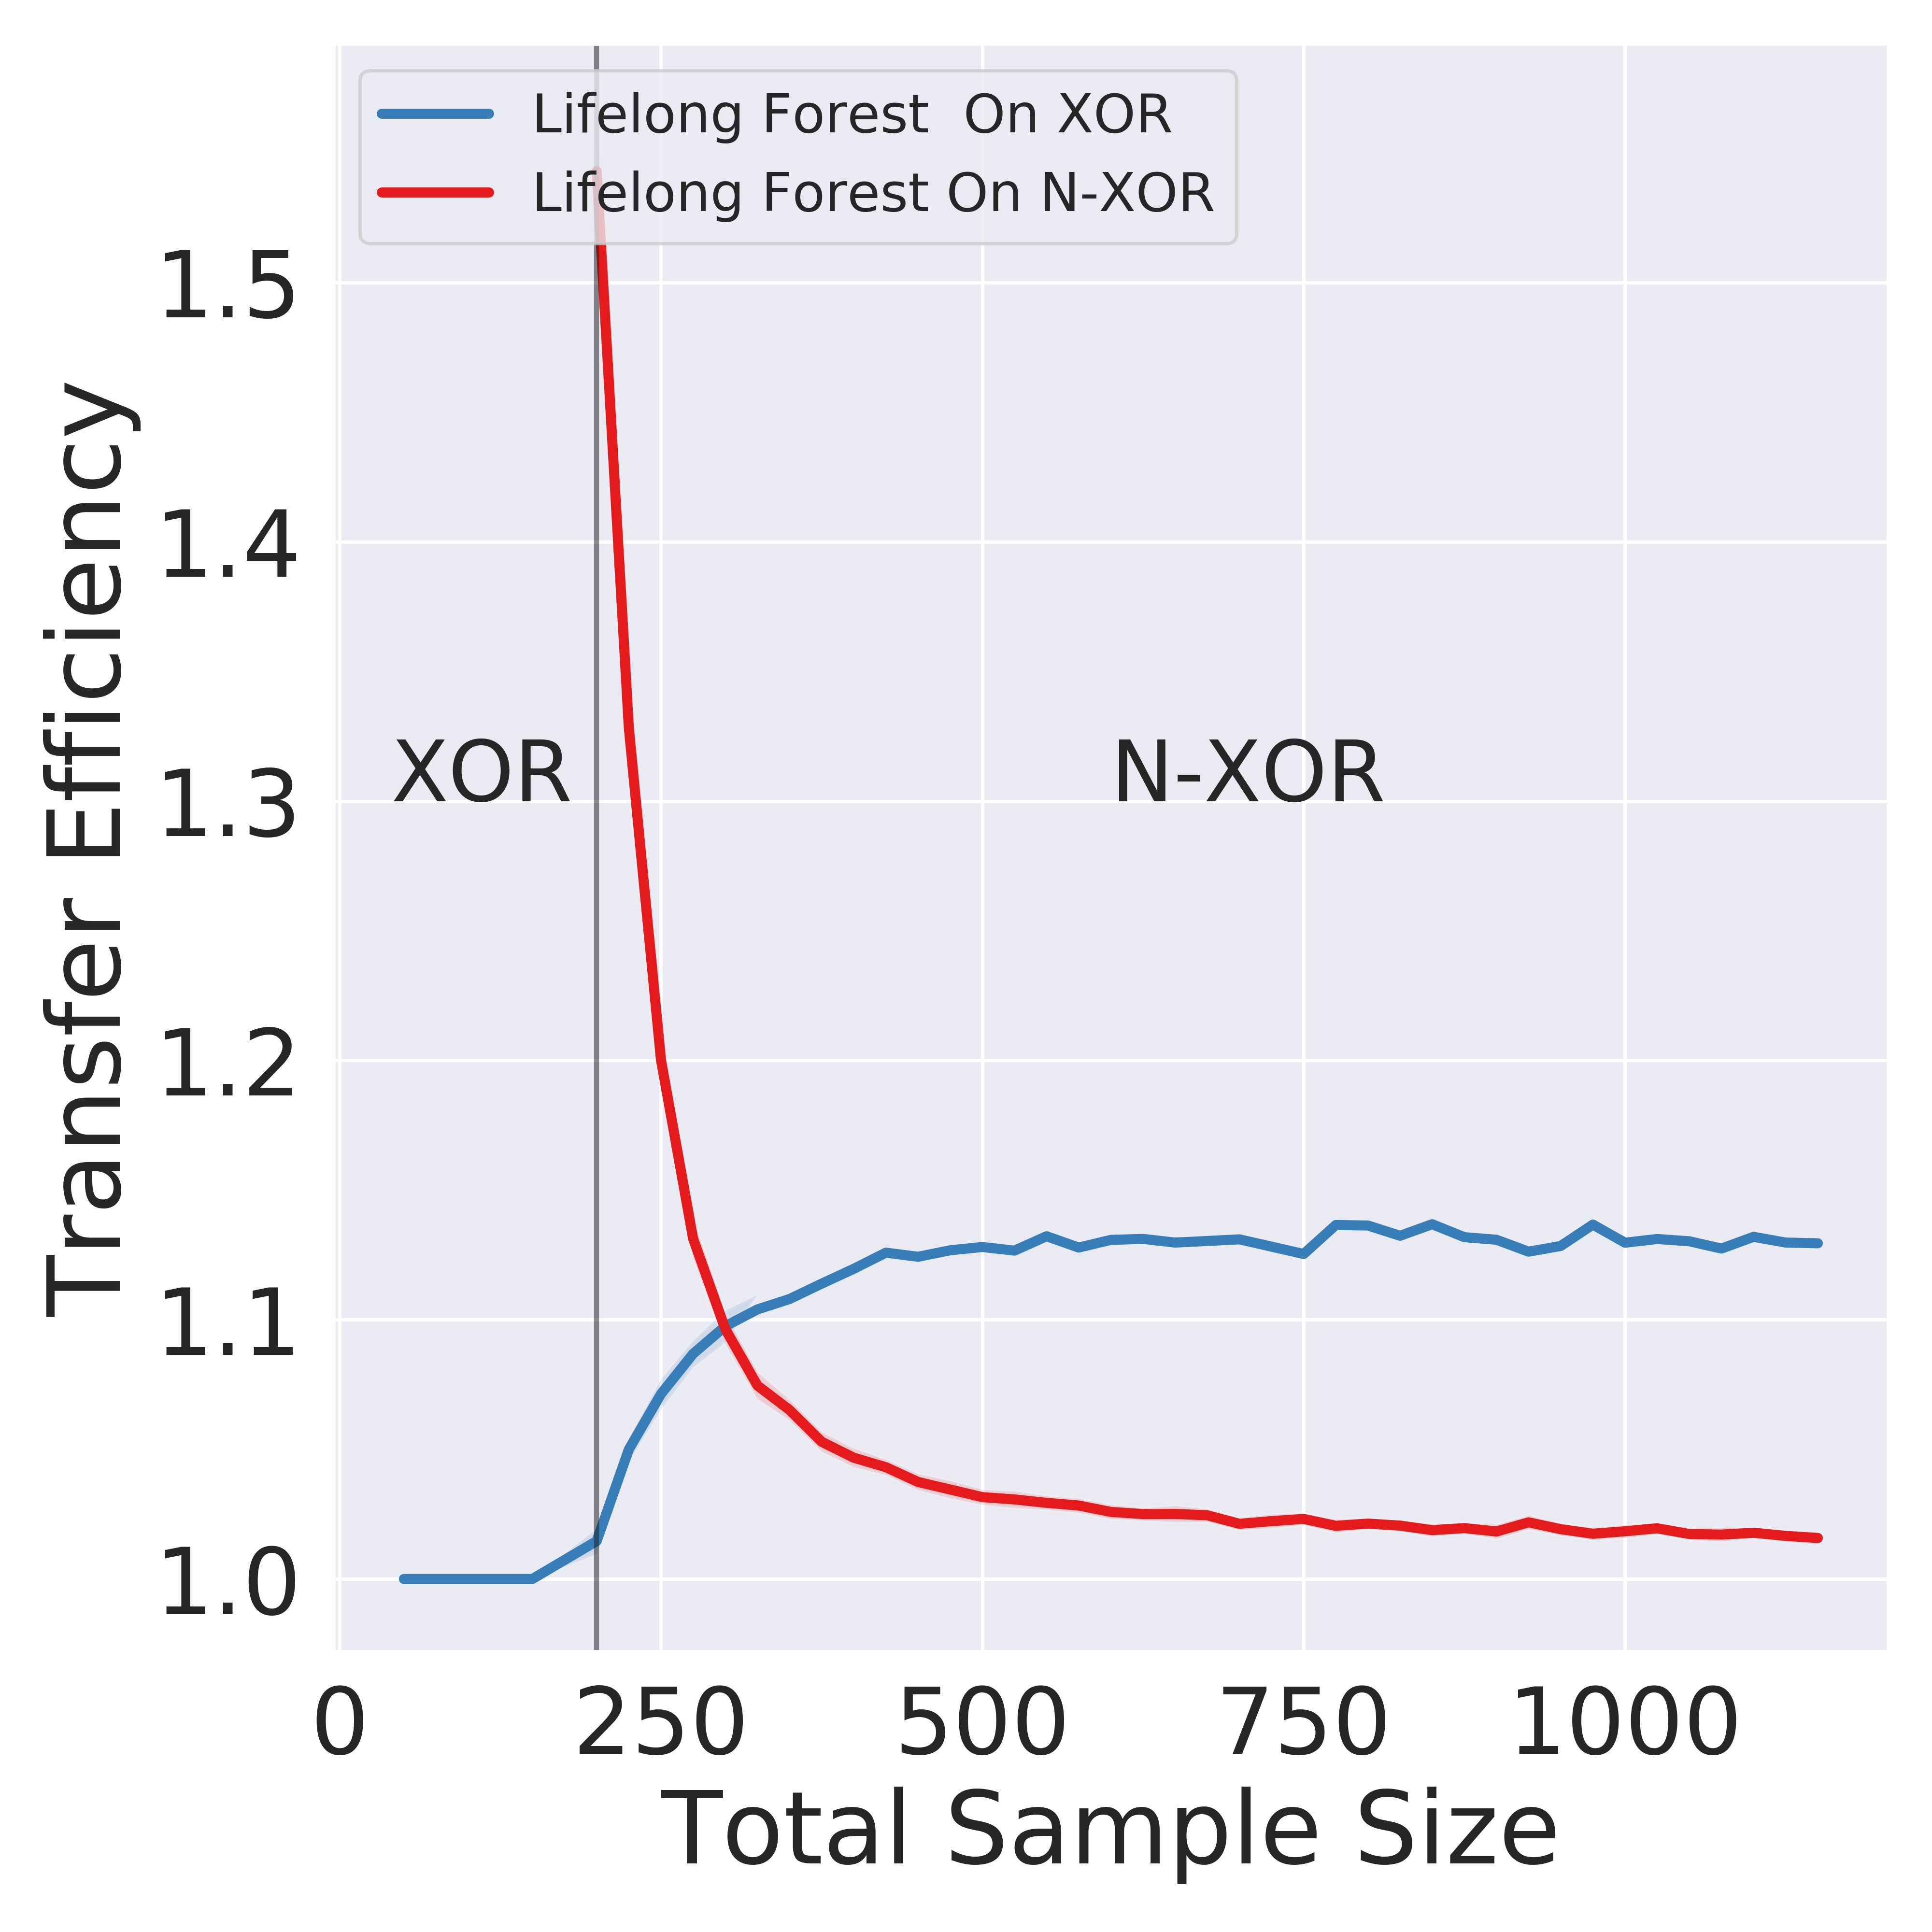 Lifelong Forest  On XOR
Lifelong Forest On N-XOR
Transfer Efficiency
1.5
1.4
1.3
1.2
1.1
1.0
XOR
N-XOR
0 250 500 750 1000
Total Sample Size